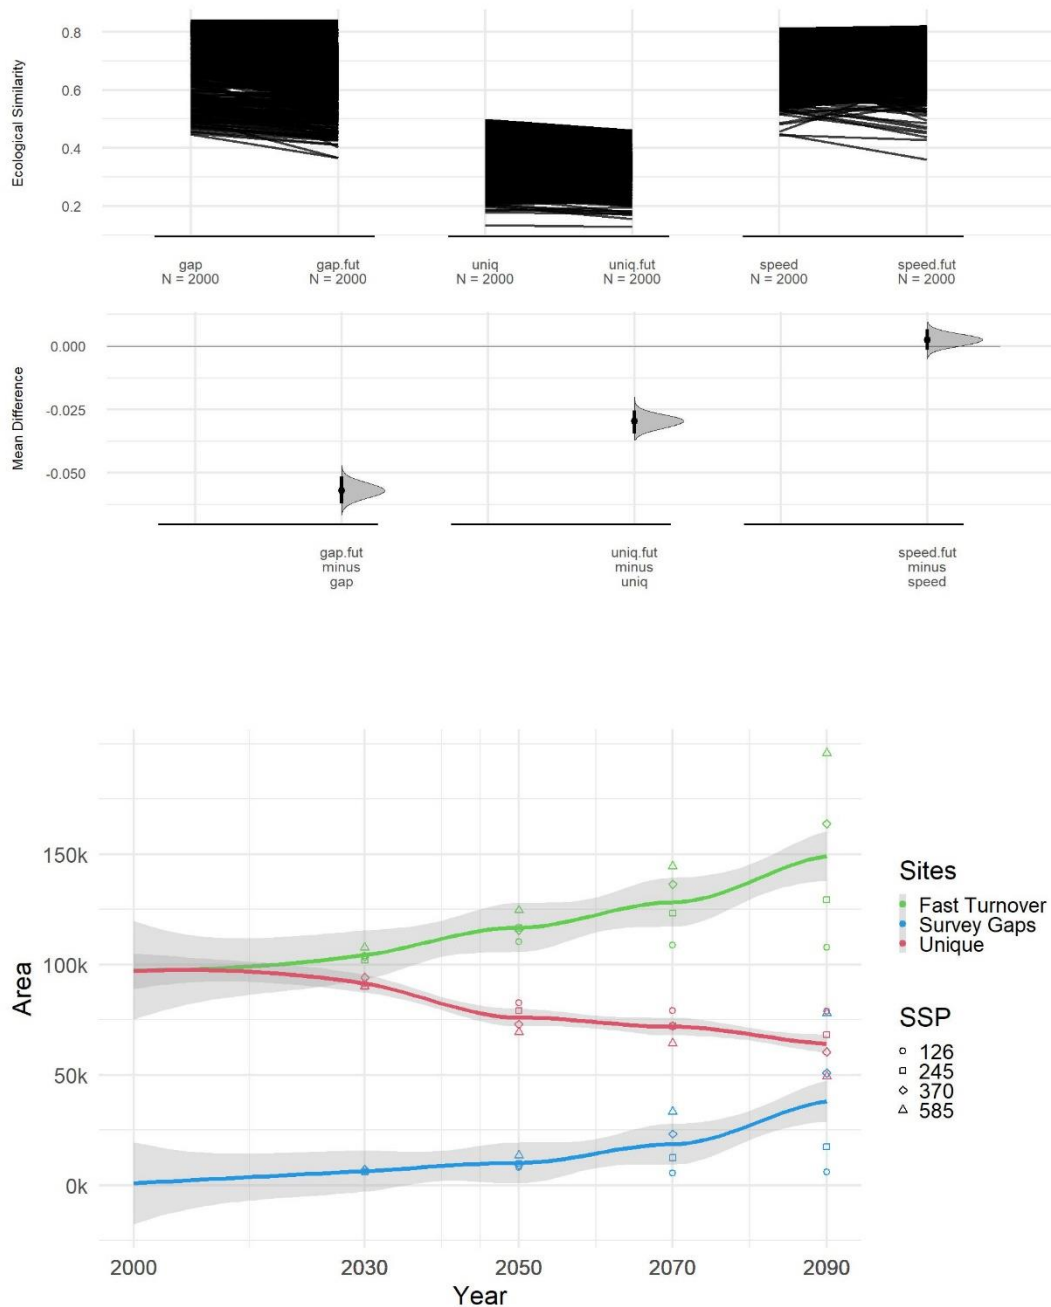 Ecological Similarity
0.8
0.6
0.4
0.2
gap
N = 2000
gap.fut
N = 2000
uniq
N = 2000
uniq.fut
N = 2000
speed
N = 2000
speed.fut
N = 2000
Mean Difference
0.000
-0.025
-0.050
gap.fut
minus
gap
uniq.fut
minus
uniq
speed.fut
minus
speed
Area
150k
100k
50k
0k
2000
2030
2050
2070
2090
Year
Sites
Fast Turnover
Survey Gaps
Unique
SSP
126
245
370
585